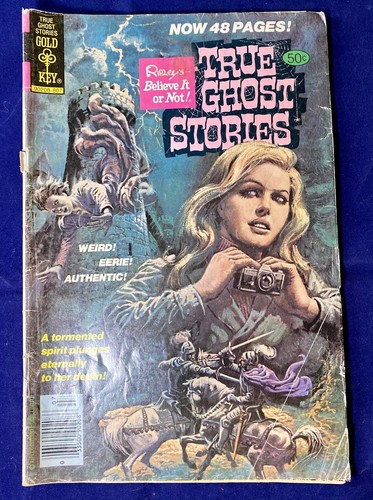 NOW 48 PAGES!
TRUE
GHOST
STORIES
GOLD
KEY
Ripley's
Believe It
or Not!
TRUE
GHOST
STORIES
50¢
WEIRD!
EERIE!
AUTHENTIC!
A tormented
spirit plunges
eternally
to her death!